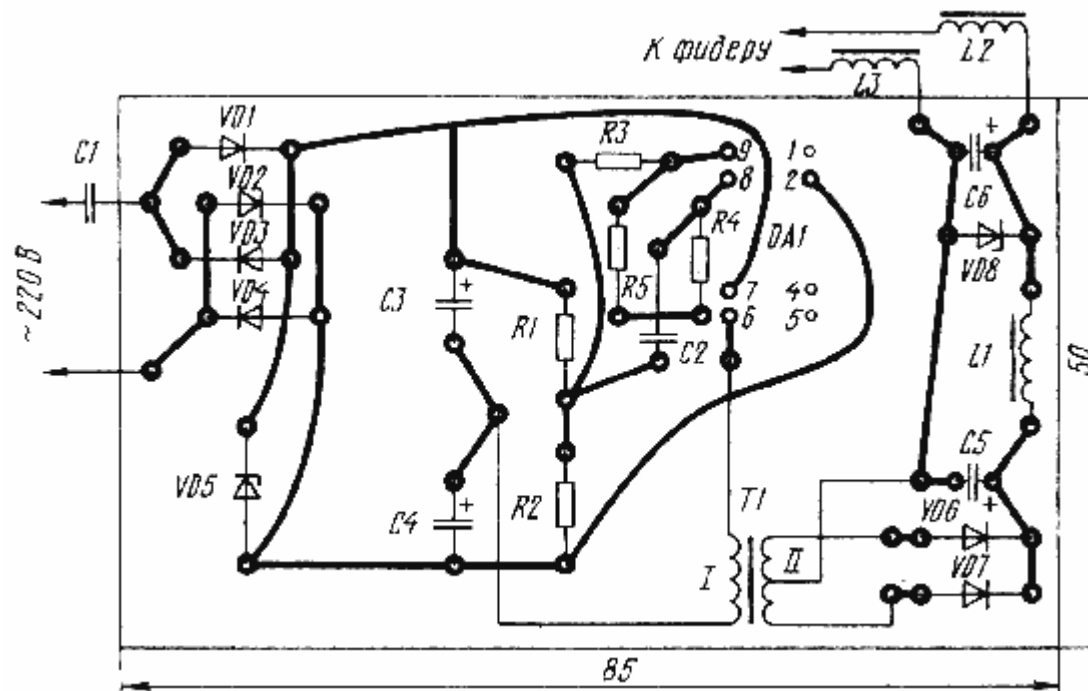 L2
К фидеру
L3
VD1
C1
R3
9
1
8
2
+
VD2
C6
R4
DA1
VD3
~220В
VD8
VD4
R5
7
4
C3
+
6
5
R1
C2
L1
50
C5
VD5
+
R2
T1
VD6
+
C4
I
II
VD7
85